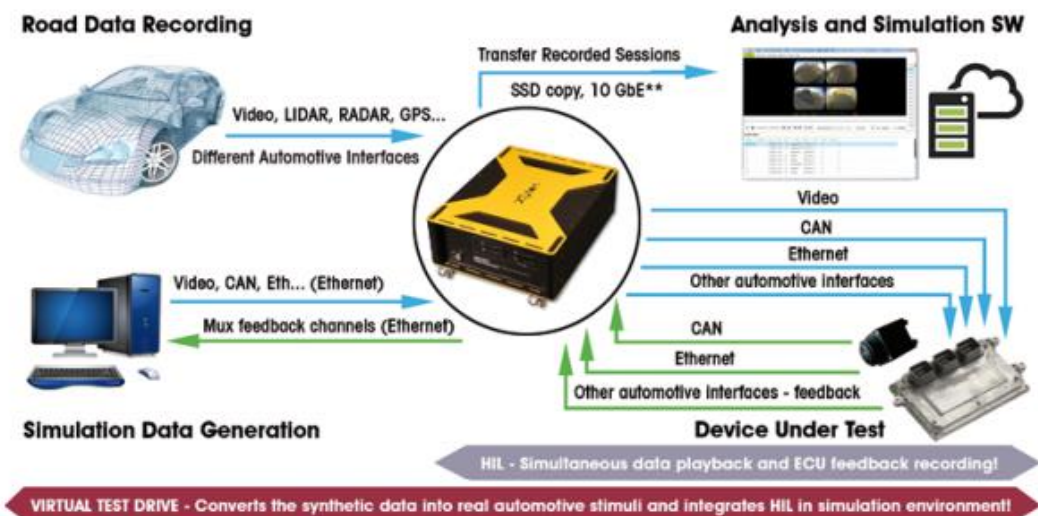 Road Data Recording
Analysis and Simulation SW
Transfer Recorded Sessions
SSD copy, 10 GbE**
Video, LIDAR, RADAR, GPS...
Different Automotive Interfaces
Video
CAN
Ethernet
Other automotive interfaces
Video, CAN, Eth... (Ethernet)
Mux feedback channels (Ethernet)
CAN
Ethernet
Other automotive interfaces - feedback
Simulation Data Generation
Device Under Test
HIL - Simultaneous data playback and ECU feedback recording!
VIRTUAL TEST DRIVE - Converts the synthetic data into real automotive stimuli and integrates HIL in simulation environment!